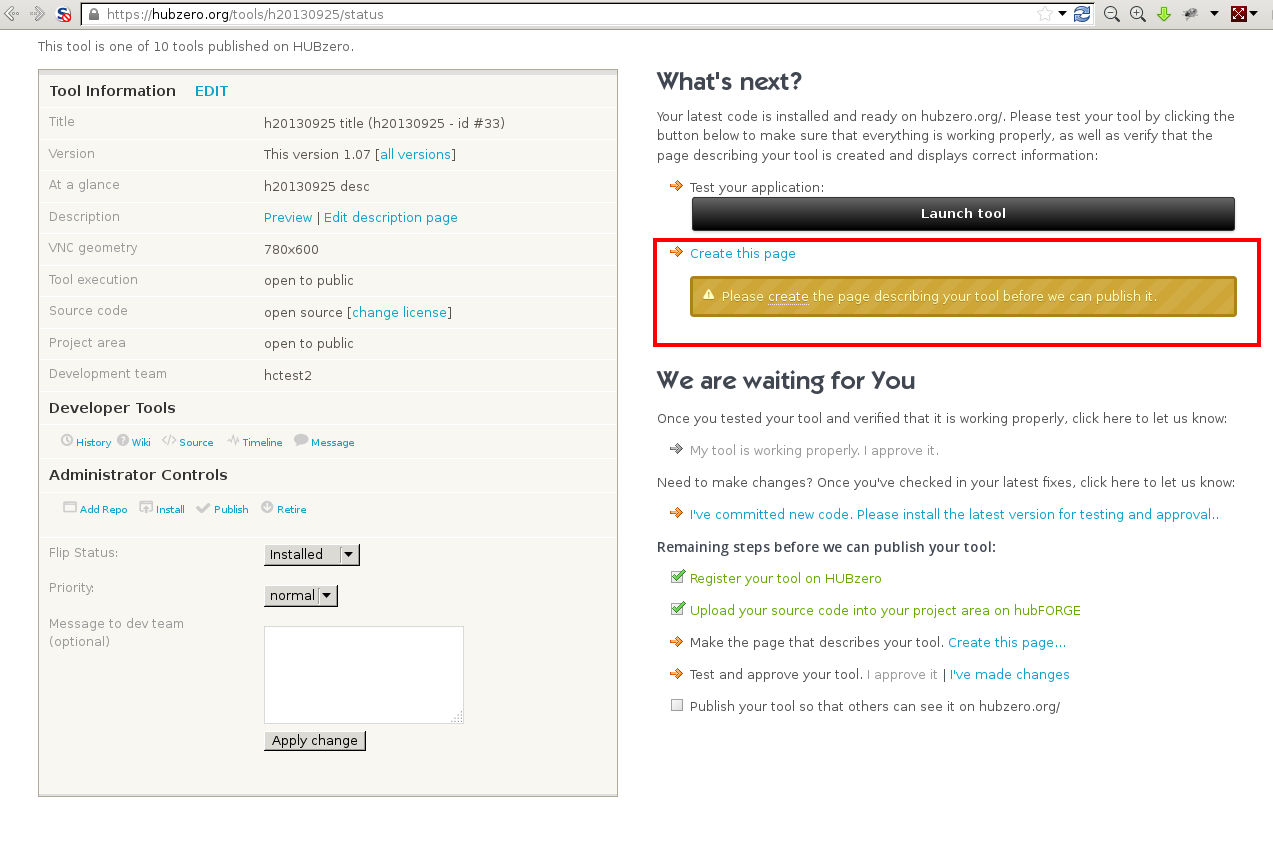 https://hubzero.org/tools/h20130925/status
This tool is one of 10 tools published on HUBzero.
Tool Information EDIT
Title h20130925 title (h20130925 - id #33)
Version This version 1.07 [all versions]
At a glance h20130925 desc
Description Preview | Edit description page
VNC geometry 780x600
Tool execution open to public
Source code open source [change license]
Project area open to public
Development team hctest2
Developer Tools
History Wiki Source Timeline Message
Administrator Controls
Add Repo Install Publish Retire
Flip Status: Installed
Priority: normal
Message to dev team
(optional)
Apply change
What's next?
Your latest code is installed and ready on hubzero.org/. Please test your tool by clicking the
button below to make sure that everything is working properly, as well as verify that the
page describing your tool is created and displays correct information:
Test your application:
Launch tool
Create this page
Please create the page describing your tool before we can publish it.
We are waiting for You
Once you tested your tool and verified that it is working properly, click here to let us know:
My tool is working properly. I approve it.
Need to make changes? Once you've checked in your latest fixes, click here to let us know:
I've committed new code. Please install the latest version for testing and approval..
Remaining steps before we can publish your tool:
Register your tool on HUBzero
Upload your source code into your project area on hubFORGE
Make the page that describes your tool. Create this page...
Test and approve your tool. I approve it | I've made changes
Publish your tool so that others can see it on hubzero.org/